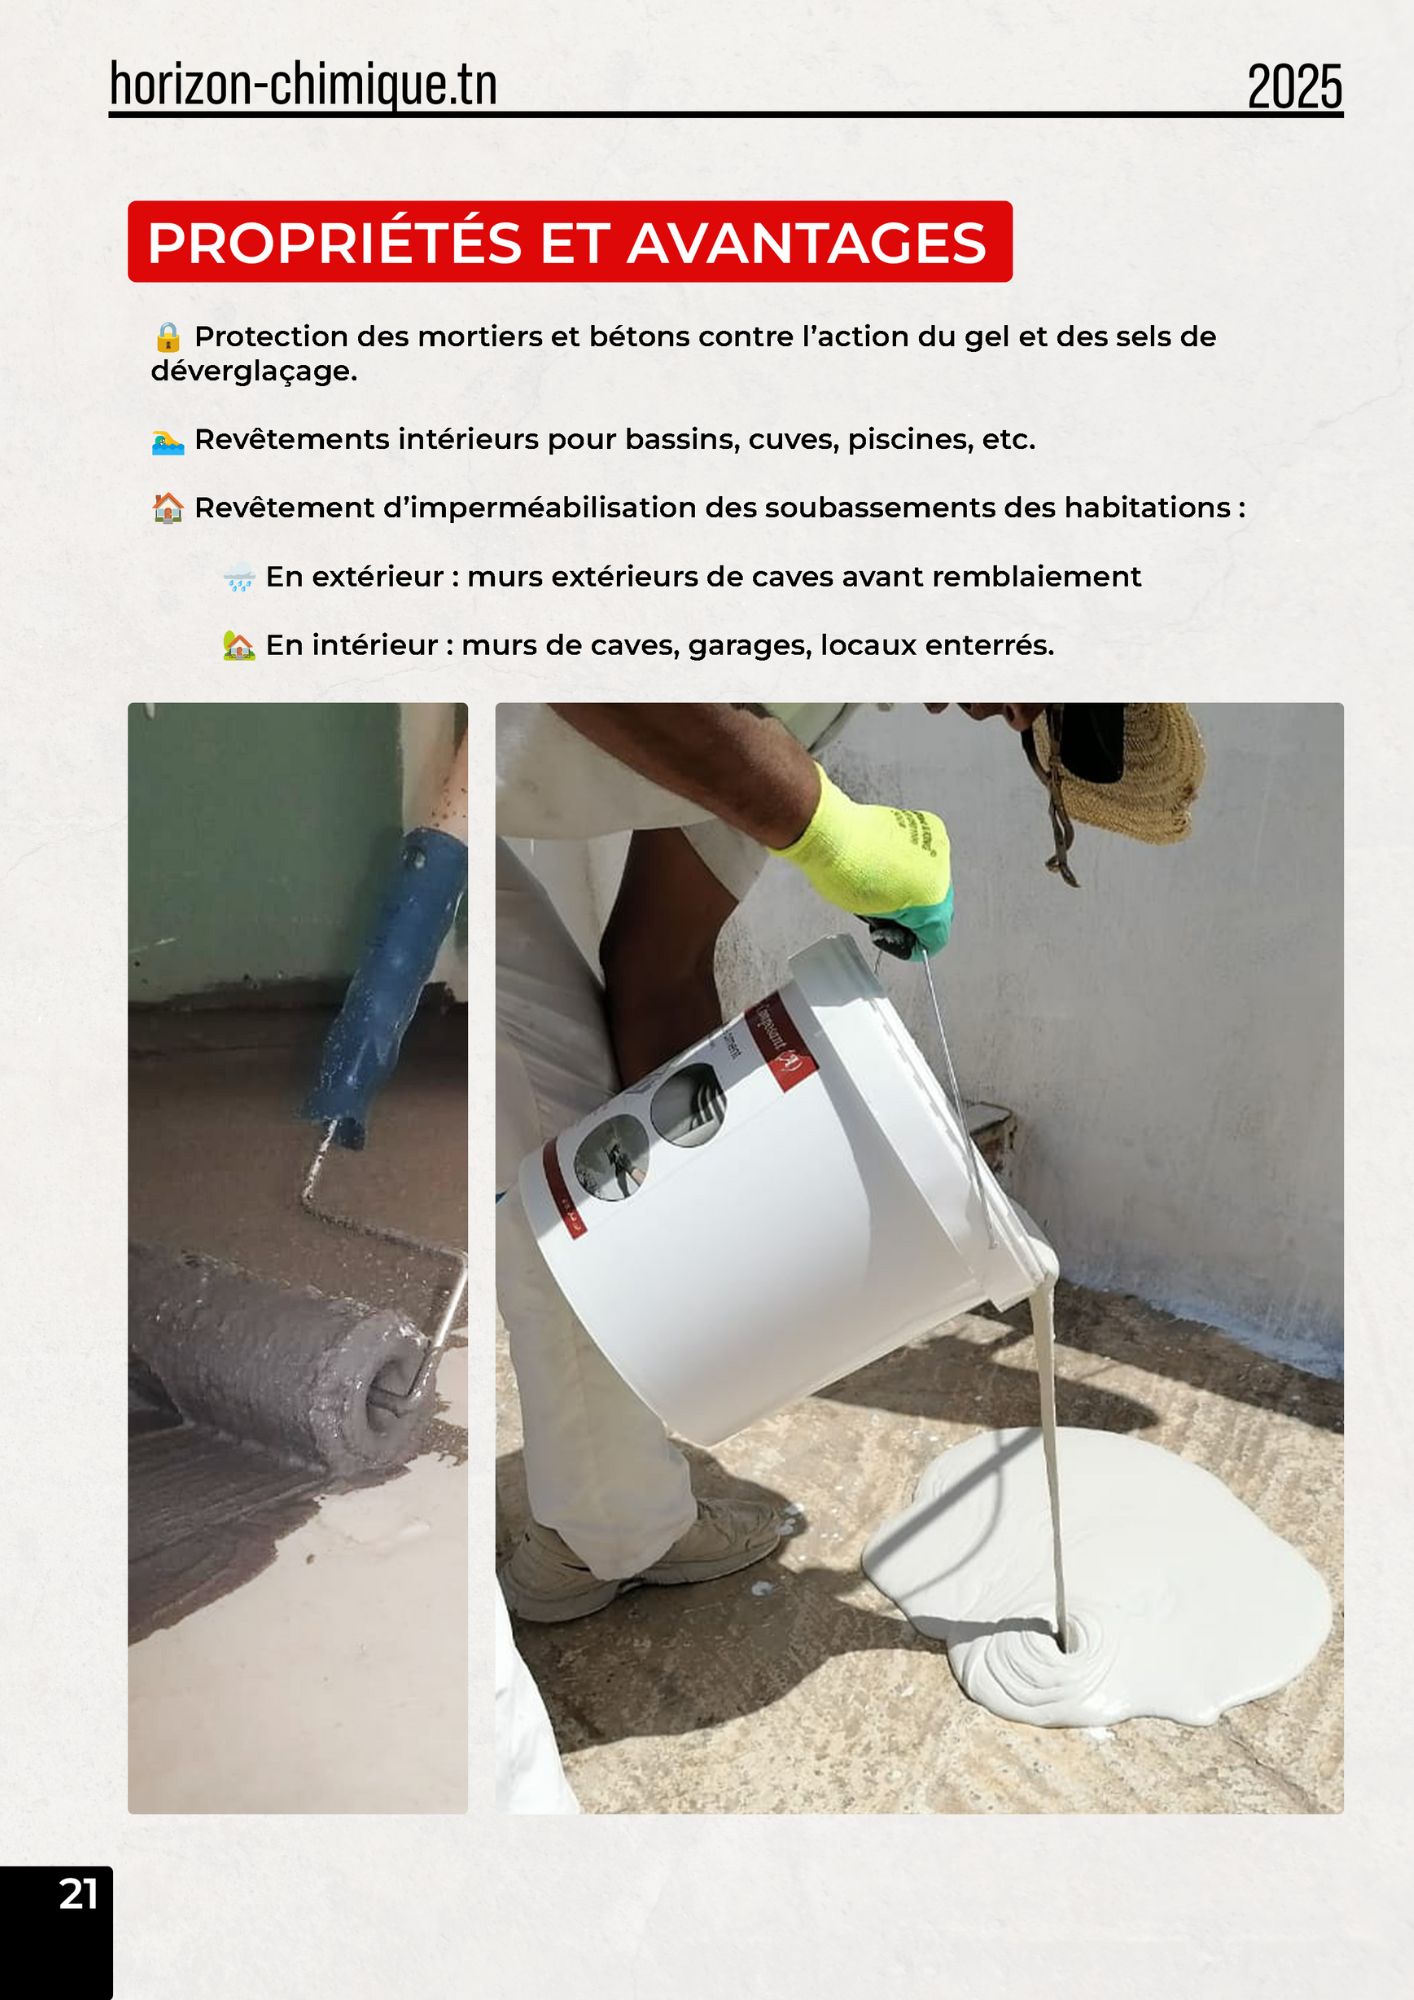 horizon-chimique.tn
2025
PROPRIÉTÉS ET AVANTAGES
🔒 Protection des mortiers et bétons contre l’action du gel et des sels de
déverglaçage.
🏊 Revêtements intérieurs pour bassins, cuves, piscines, etc.
🏠 Revêtement d’imperméabilisation des soubassements des habitations :
🌧️ En extérieur : murs extérieurs de caves avant remblaiement
🏡 En intérieur : murs de caves, garages, locaux enterrés.
Composant
21